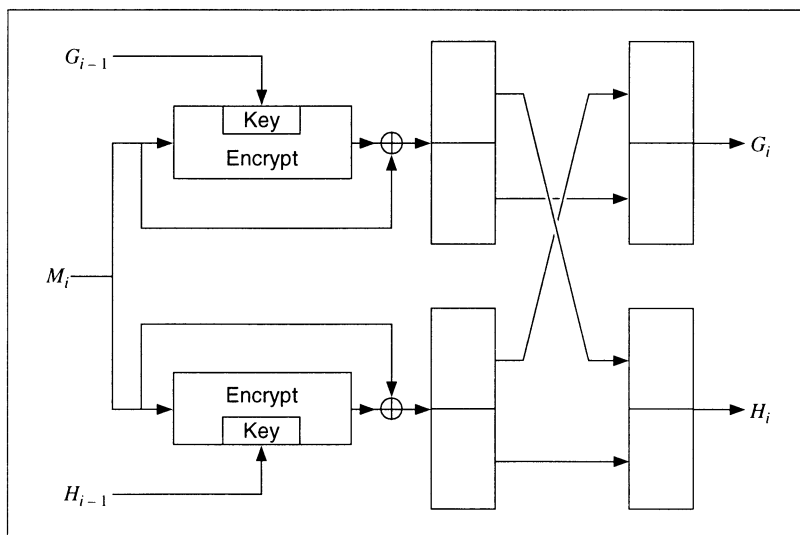 G_{i-1}
Key
Encrypt
G_i
M_i
Encrypt
Key
H_i
H_{i-1}